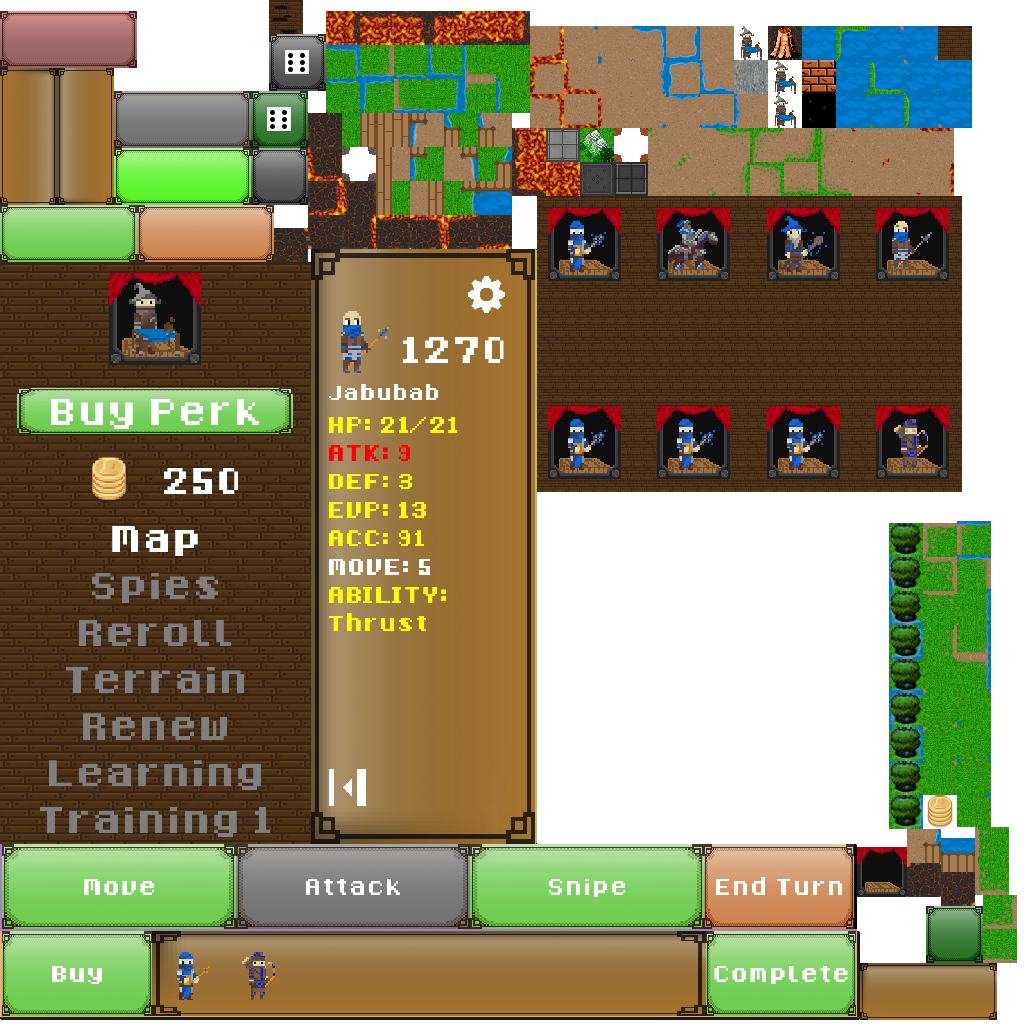 Buy Perk
250
Map
Spies
Reroll
Terrain
Renew
Learning
Training 1
1270
Jabubab
HP: 21/21
ATK: 9
DEF: 3
EVP: 13
ACC: 91
MOVE: 5
ABILITY:
Thrust
Move
Attack
Snipe
End Turn
Buy
Complete